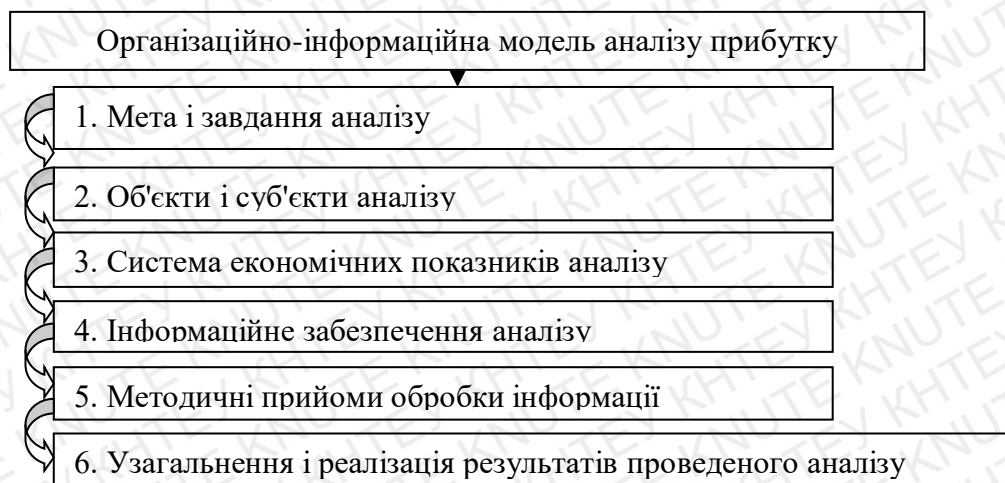 Організаційно-інформаційна модель аналізу прибутку
1. Мета і завдання аналізу
2. Об'єкти і суб'єкти аналізу
3. Система економічних показників аналізу
4. Інформаційне забезпечення аналізу
5. Методичні прийоми обробки інформації
6. Узагальнення і реалізація результатів проведеного аналізу